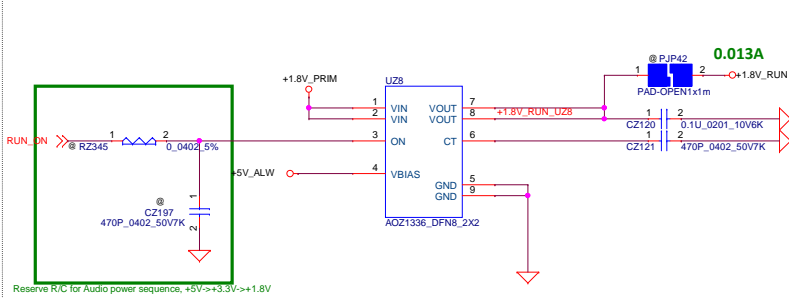 @ PJP42
0.013A
1 2
+1.8V_RUN
PAD-OPEN1x1m
+1.8V_PRIM
UZ8
1 VIN VOUT 7
2 VIN VOUT 8
+1.8V_RUN_UZ8
CZ120 1 2 0.1U_0201_10V6K
RUN_ON
@ RZ345
1 2
0_0402_5%
3 ON CT 6
CZ121 1 2 470P_0402_50V7K
+5V_ALW
4 VBIAS
GND 5
GND 9
@
CZ197
470P_0402_50V7K
1
2
AOZ1336_DFN8_2X2
Reserve R/C for Audio power sequence, +5V->+3.3V->+1.8V